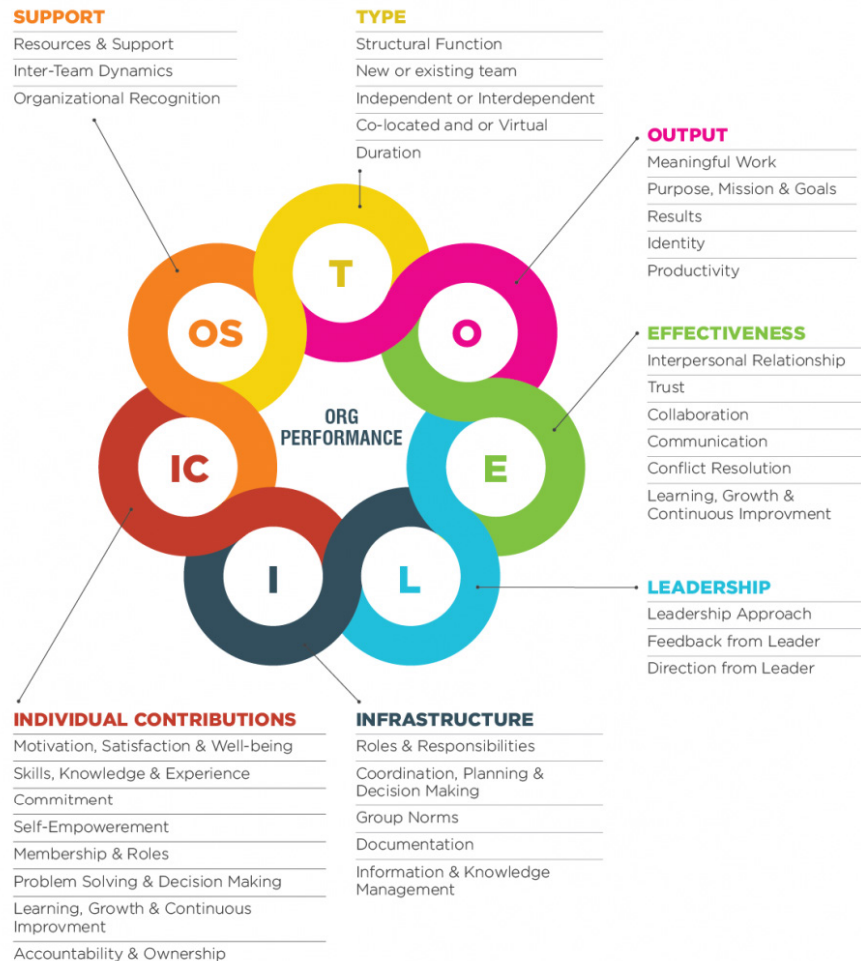 SUPPORT
Resources & Support
Inter-Team Dynamics
Organizational Recognition
TYPE
Structural Function
New or existing team
Independent or Interdependent
Co-located and or Virtual
Duration
OUTPUT
Meaningful Work
Purpose, Mission & Goals
Results
Identity
Productivity
EFFECTIVENESS
Interpersonal Relationship
Trust
Collaboration
Communication
Conflict Resolution
Learning, Growth &
Continuous Improvment
LEADERSHIP
Leadership Approach
Feedback from Leader
Direction from Leader
T
OS
O
ORG
PERFORMANCE
IC
E
I
L
INDIVIDUAL CONTRIBUTIONS
Motivation, Satisfaction & Well-being
Skills, Knowledge & Experience
Commitment
Self-Empowerement
Membership & Roles
Problem Solving & Decision Making
Learning, Growth & Continuous
Improvment
Accountability & Ownership
INFRASTRUCTURE
Roles & Responsibilities
Coordination, Planning &
Decision Making
Group Norms
Documentation
Information & Knowledge
Management